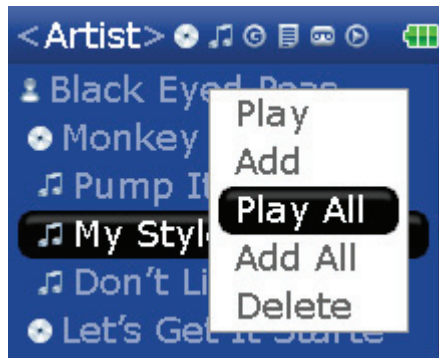 <Artist>
Black Eyed Peas
Monkey
Pump It
My Style
Don't Li
Let's Get It Starte
Play
Add
Play All
Add All
Delete